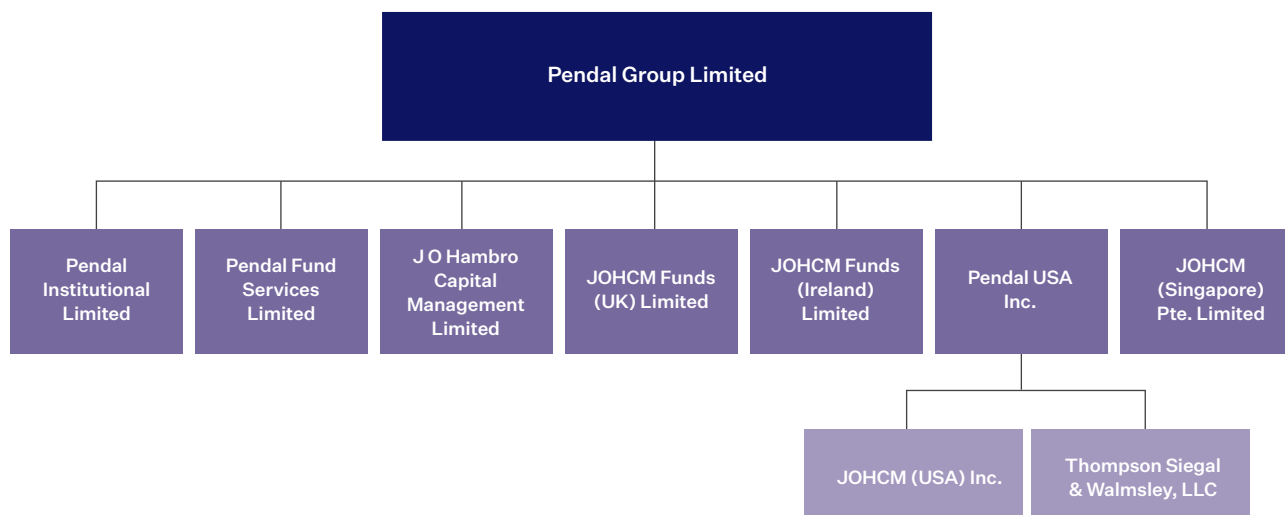 Pendal Group Limited
Pendal
Institutional
Limited
Pendal Fund
Services
Limited
J O Hambro
Capital
Management
Limited
JOHCM Funds
(UK) Limited
JOHCM Funds
(Ireland)
Limited
Pendal USA
Inc.
JOHCM
(Singapore)
Pte. Limited
JOHCM (USA) Inc.
Thompson Siegal
& Walmsley, LLC